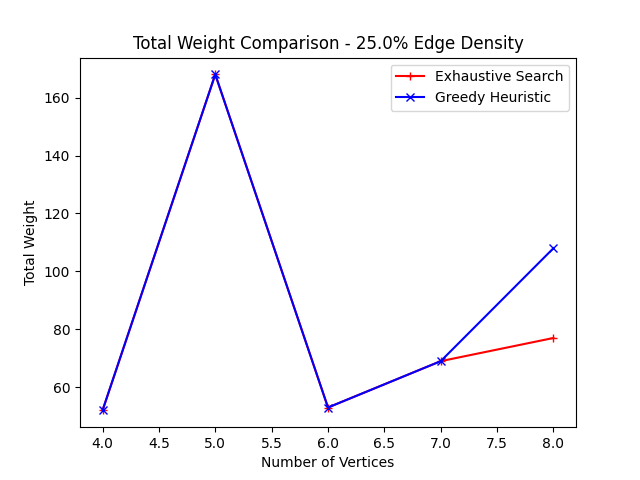 Total Weight Comparison - 25.0% Edge Density
Exhaustive Search
Greedy Heuristic
Total Weight
160
140
120
100
80
60
4.0 4.5 5.0 5.5 6.0 6.5 7.0 7.5 8.0
Number of Vertices